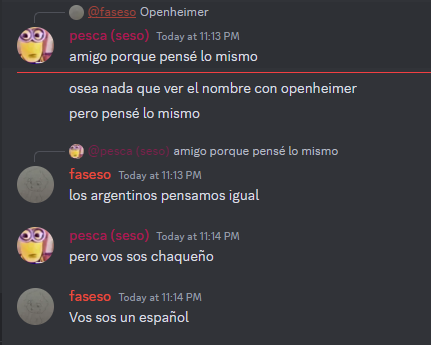 @faseso Openheimer
pesca (seso) Today at 11:13 PM
amigo porque pensé lo mismo
osea nada que ver el nombre con openheimer
pero pensé lo mismo
@pesca (seso) amigo porque pensé lo mismo
faseso Today at 11:13 PM
los argentinos pensamos igual
pesca (seso) Today at 11:14 PM
pero vos sos chaqueño
faseso Today at 11:14 PM
Vos sos un español